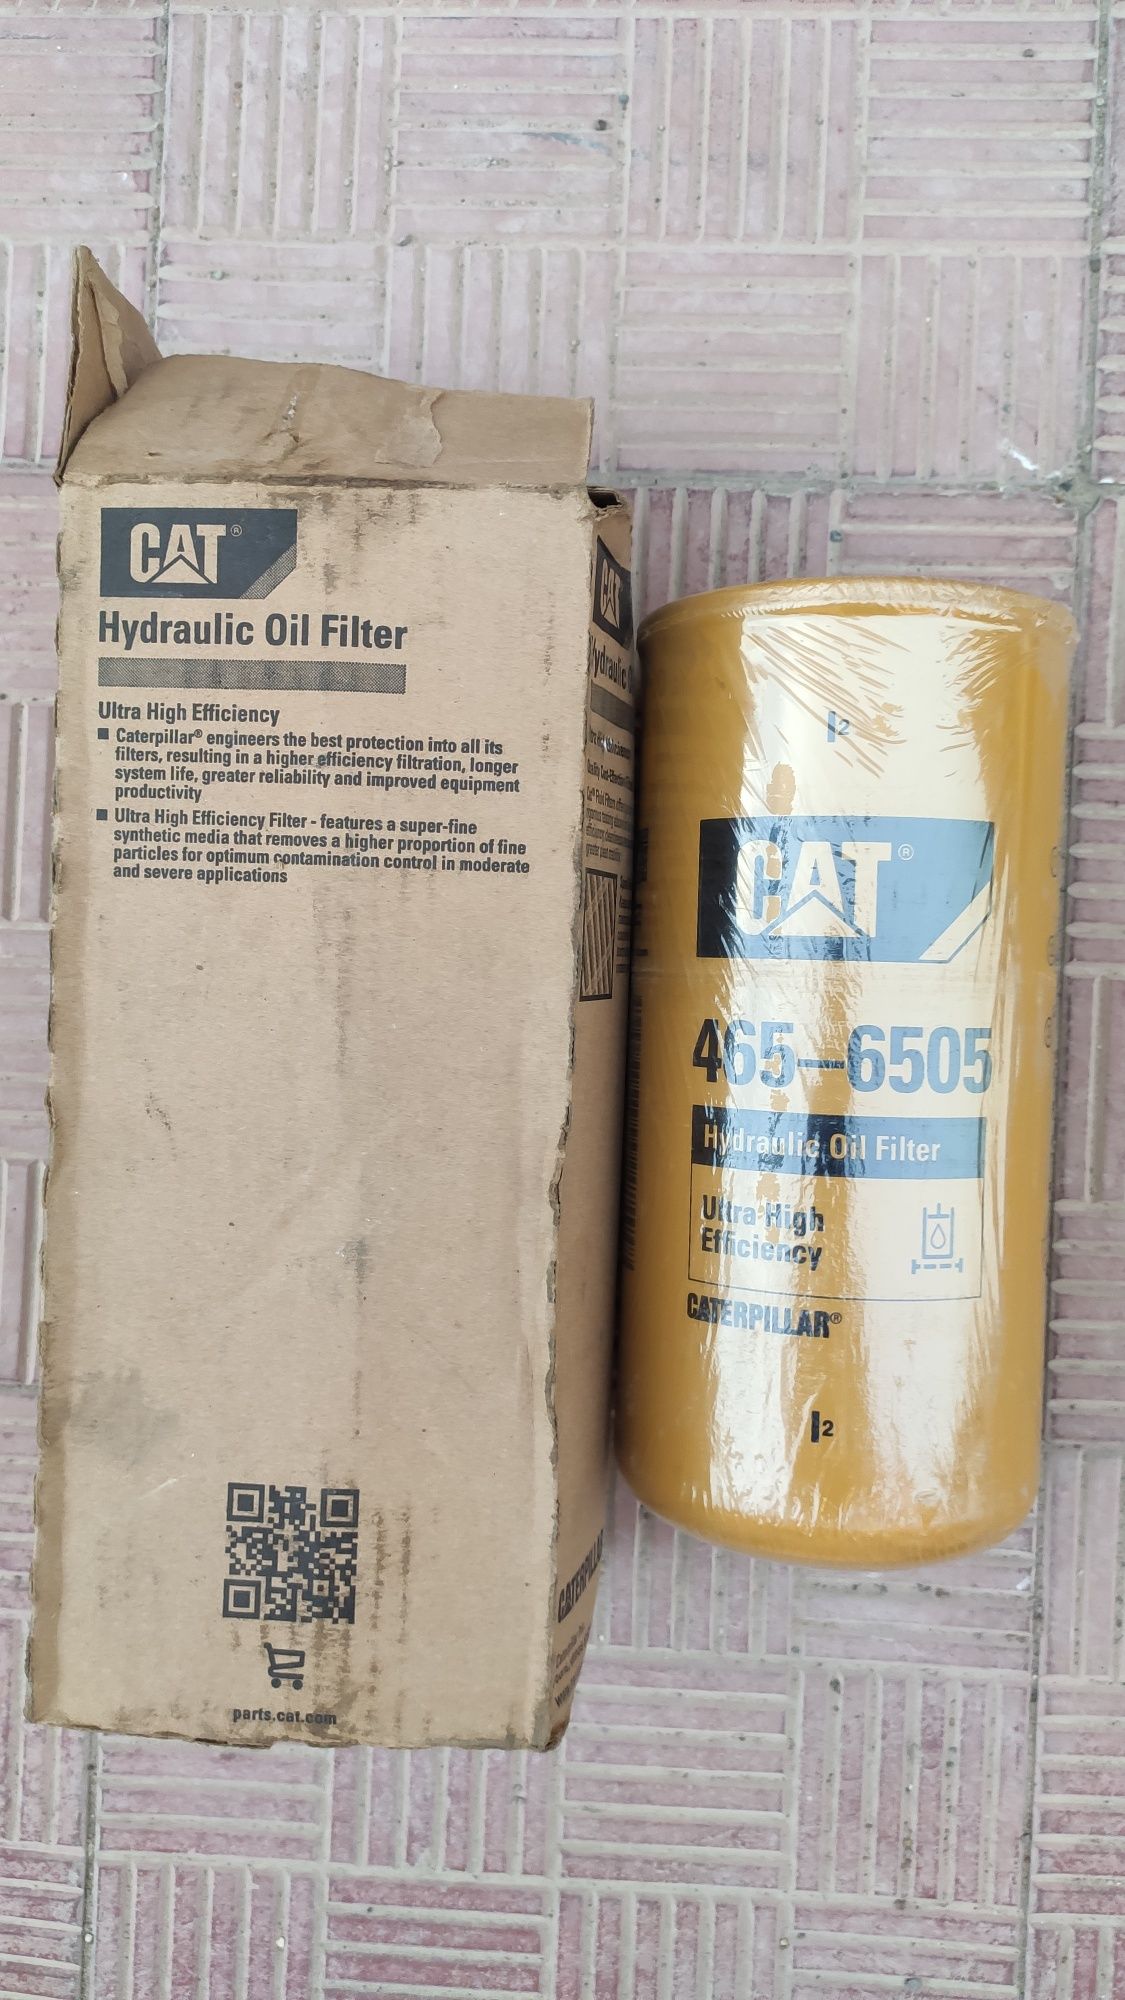 CAT®
Hydraulic Oil Filter
Ultra High Efficiency
■ Caterpillar® engineers the best protection into all its
filters, resulting in a higher efficiency filtration, longer
system life, greater reliability and improved equipment
productivity
■ Ultra High Efficiency Filter - features a super-fine
synthetic media that removes a higher proportion of fine
particles for optimum contamination control in moderate
and severe applications
parts.cat.com
CAT
Hydraulic
CATERPILLAR
I2
CAT®
465-6505
Hydraulic Oil Filter
Ultra High
Efficiency
CATERPILLAR®
I2